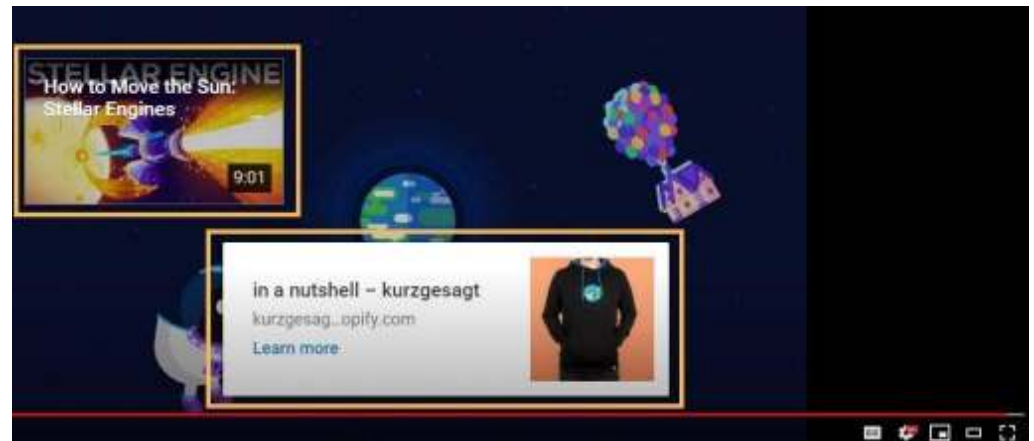 STELLAR ENGINE
How to Move the Sun:
Stellar Engines
9:01
in a nutshell – kurzgesagt
kurzgesag...opify.com
Learn more